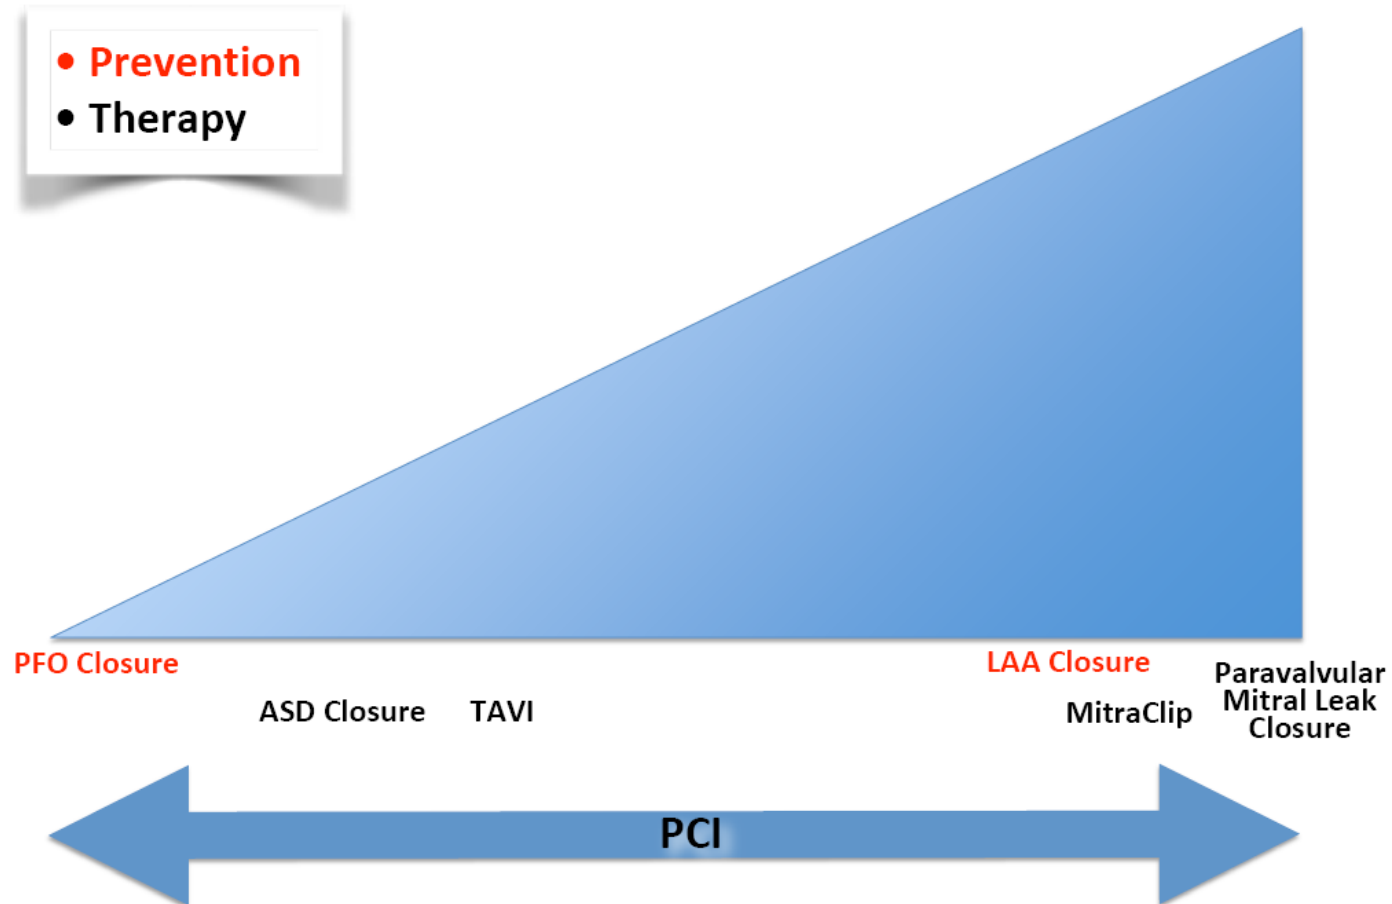 • Prevention
• Therapy
PFO Closure
LAA Closure
ASD Closure
TAVI
MitraClip
Paravalvular
Mitral Leak
Closure
PCI